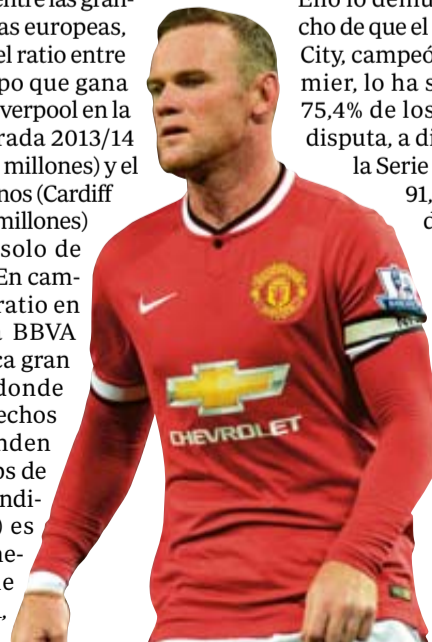 entre las gran-
as europeas,
el ratio entre
po que gana
verpool en la
rada 2013/14
millones) y el
nos (Cardiff
millones)
solo de
En cam-
ratio en
BBVA
ca gran
donde
echos
nden
os de
ndi-
) es
ne-
e
,
cho de que el
City, campeó
mier, lo ha s
75,4% de los
disputa, a di
la Serie
91,
d
CHEVROLET